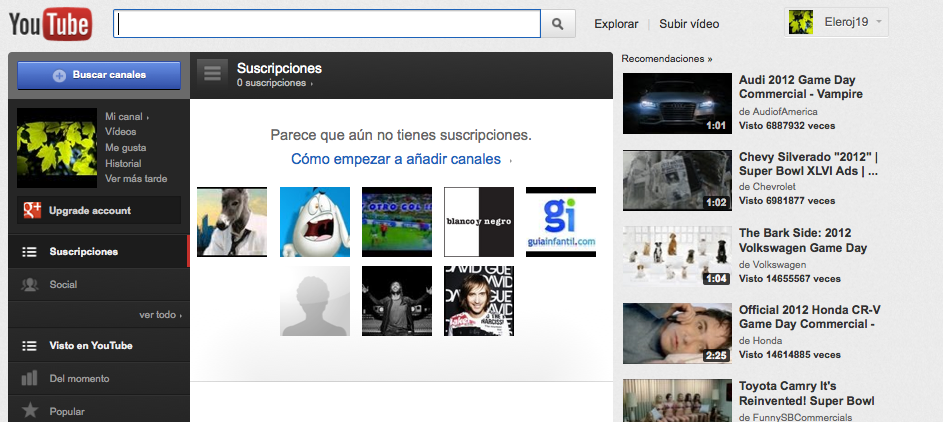 YouTube
Explorar
Subir vídeo
Eleroj19
Buscar canales
Mi canal ›
Vídeos
Me gusta
Historial
Ver más tarde
g+ Upgrade account
Suscripciones
Social
ver todo ›
Visto en YouTube
Del momento
Popular
Suscripciones
0 suscripciones ›
Parece que aún no tienes suscripciones.
Cómo empezar a añadir canales ›
OTRO GOL IN
blanco y negro
gi
guiainfantil.com
DAVID GUE
Recomendaciones »
Audi 2012 Game Day
Commercial - Vampire
de AudiofAmerica
Visto 6887932 veces
1:01
Chevy Silverado "2012" |
Super Bowl XLVI Ads | ...
de Chevrolet
Visto 6981877 veces
1:02
The Bark Side: 2012
Volkswagen Game Day
de Volkswagen
Visto 14655567 veces
1:04
Official 2012 Honda CR-V
Game Day Commercial -
de Honda
Visto 14614885 veces
2:25
Toyota Camry It's
Reinvented! Super Bowl
de FunnySBCommercials